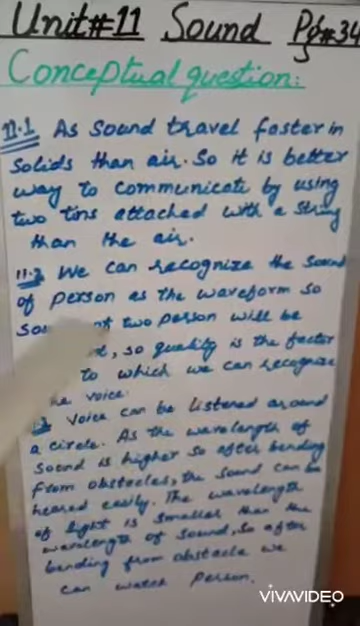 Unit#11 Sound Pg#34
Conceptual question:
11.1 As Sound travel faster in
Solids than air. So it is better
way to communicate by using
two tins attached with a string
than the air.
11.2 We can recognize the Sound
of person as the waveform so
of two person will be
, so quality is the factor
to which we can recognize
voice.
Voice can be listened around
a circle. As the wavelength of
Sound is higher so after bending
from obstacles, the sound can be
heared easily. The wavelength
of light is smaller than the
wavelength of sound, So after
bending from obstacle we
can watch person.
VIVAVIDEO